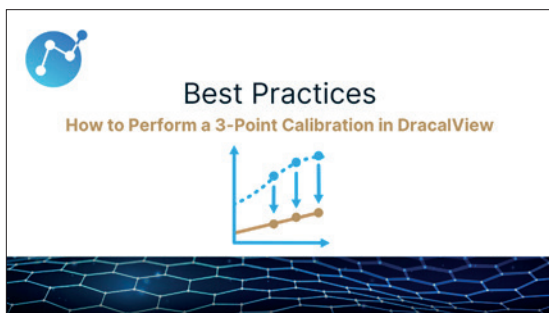 Best Practices
How to Perform a 3-Point Calibration in DracalView